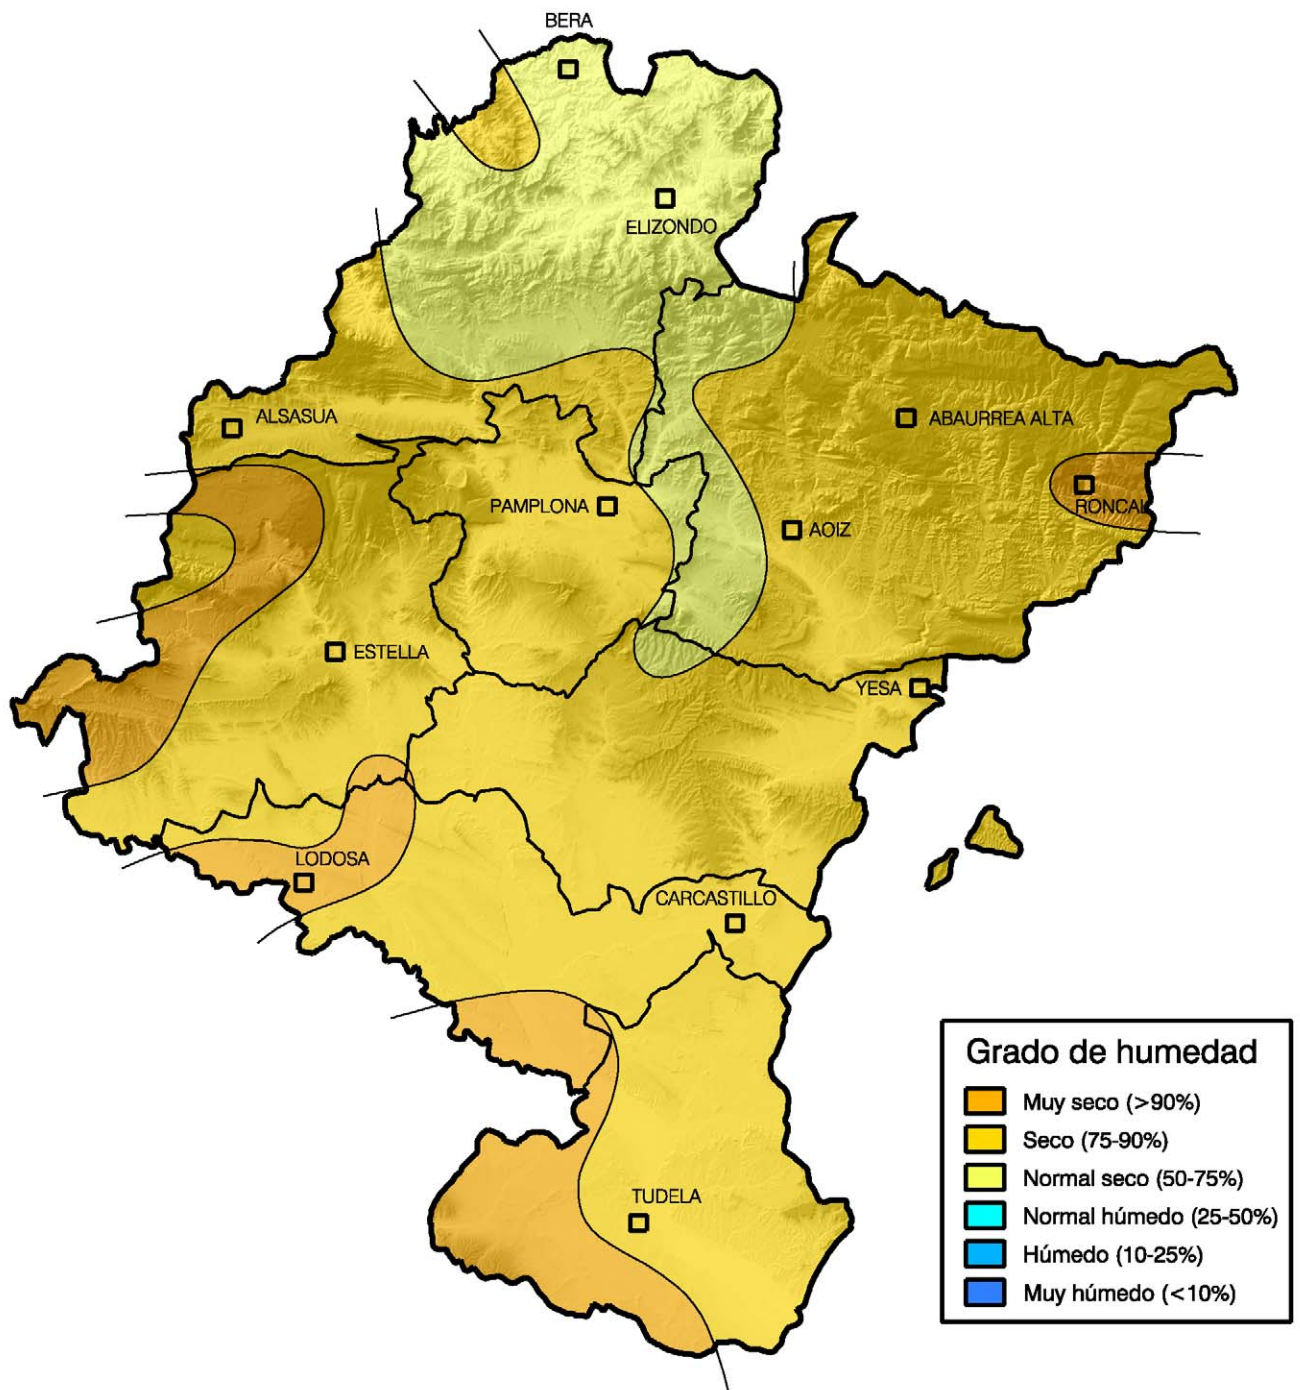 BERA
ELIZONDO
ALSASUA
ABAURREA ALTA
PAMPLONA
RONCAL
AOIZ
ESTELLA
YESA
LODOSA
CARCASTILLO
TUDELA
Grado de humedad
Muy seco (>90%)
Seco (75-90%)
Normal seco (50-75%)
Normal húmedo (25-50%)
Húmedo (10-25%)
Muy húmedo (<10%)